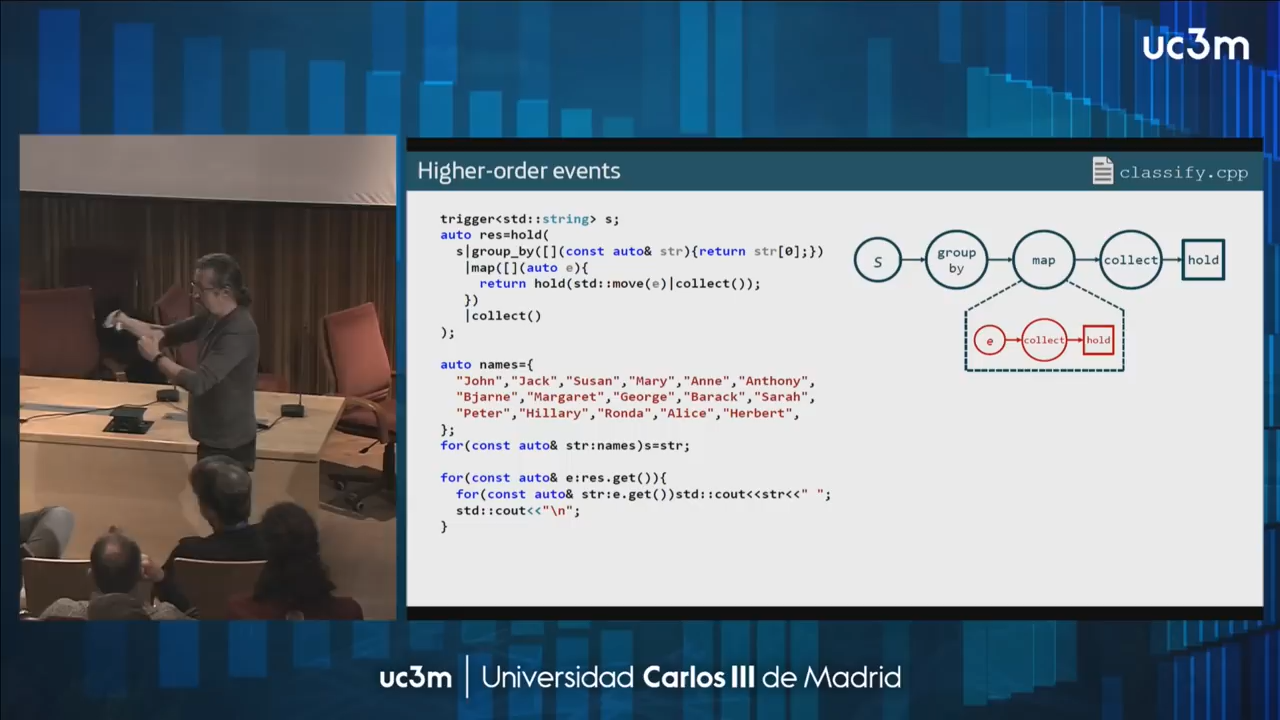 uc3m
Higher-order events
classify.cpp
trigger<std::string> s;
auto res=hold(
  s|group_by([](const auto& str){return str[0];})
   |map([](auto e){
     return hold(std::move(e)|collect());
   })
   |collect()
);
auto names={
  "John","Jack","Susan","Mary","Anne","Anthony",
  "Bjarne","Margaret","George","Barack","Sarah",
  "Peter","Hillary","Ronda","Alice","Herbert",
};
for(const auto& str:names)s=str;
for(const auto& e:res.get()){
  for(const auto& str:e.get())std::cout<<str<<" ";
  std::cout<<"\n";
}
s
group
by
map
collect
hold
e
collect
hold
uc3m | Universidad Carlos III de Madrid